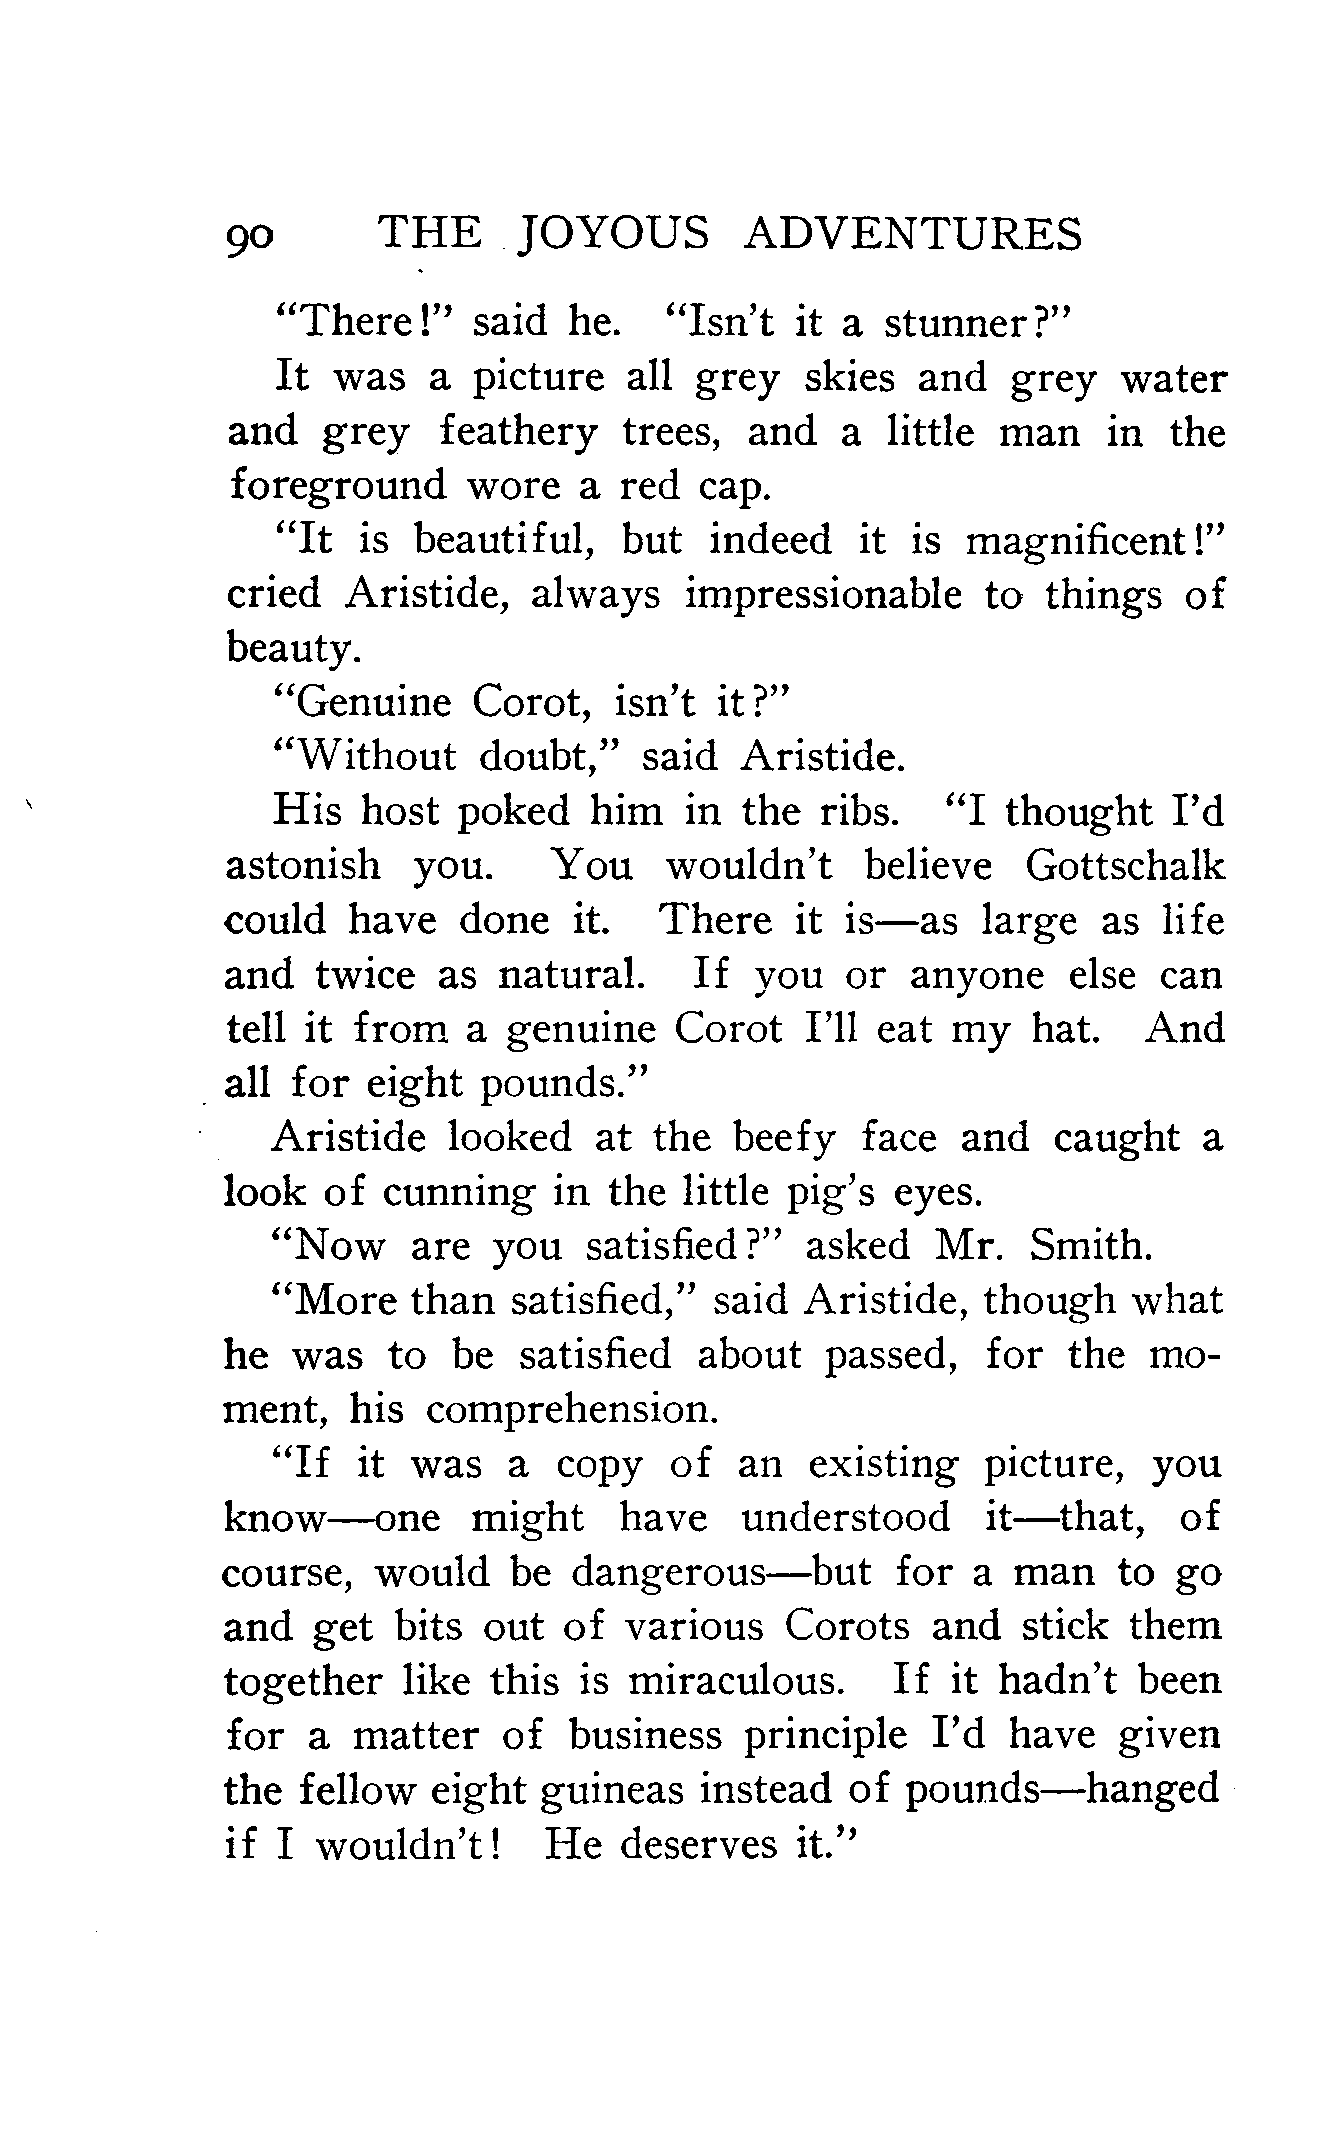 90 THE JOYOUS ADVENTURES
"There!" said he. "Isn't it a stunner?"
It was a picture all grey skies and grey water
and grey feathery trees, and a little man in the
foreground wore a red cap.
"It is beautiful, but indeed it is magnificent!"
cried Aristide, always impressionable to things of
beauty.
"Genuine Corot, isn't it?"
"Without doubt," said Aristide.
His host poked him in the ribs. "I thought I'd
astonish you. You wouldn't believe Gottschalk
could have done it. There it is—as large as life
and twice as natural. If you or anyone else can
tell it from a genuine Corot I'll eat my hat. And
all for eight pounds."
Aristide looked at the beefy face and caught a
look of cunning in the little pig's eyes.
"Now are you satisfied?" asked Mr. Smith.
"More than satisfied," said Aristide, though what
he was to be satisfied about passed, for the mo-
ment, his comprehension.
"If it was a copy of an existing picture, you
know—one might have understood it—that, of
course, would be dangerous—but for a man to go
and get bits out of various Corots and stick them
together like this is miraculous. If it hadn't been
for a matter of business principle I'd have given
the fellow eight guineas instead of pounds—hanged
if I wouldn't! He deserves it."